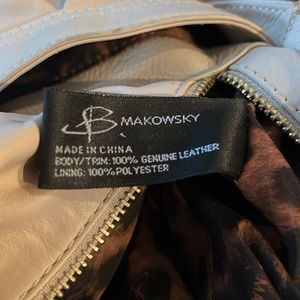 B. MAKOWSKY
MADE IN CHINA
BODY/TRIM: 100% GENUINE LEATHER
LINING: 100% POLYESTER